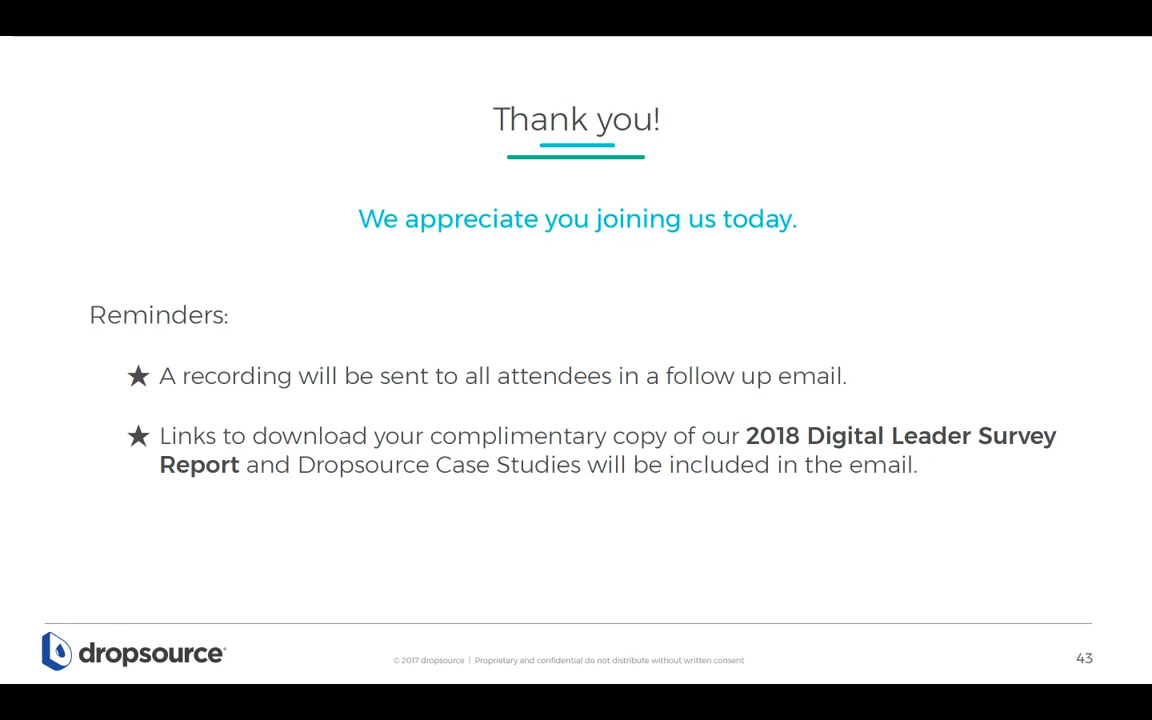 Thank you!
We appreciate you joining us today.
Reminders:
★ A recording will be sent to all attendees in a follow up email.
★ Links to download your complimentary copy of our 2018 Digital Leader Survey
Report and Dropsource Case Studies will be included in the email.
dropsource
© 2017 dropsource | Proprietary and confidential do not distribute without written consent
43